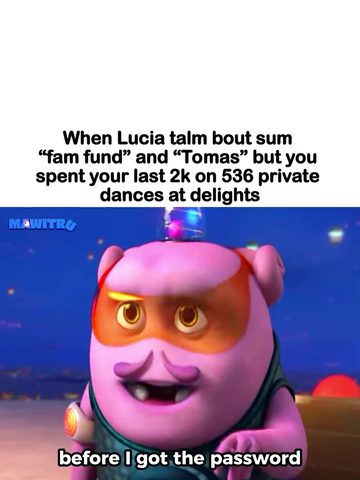 When Lucia talm bout sum
“fam fund” and “Tomas” but you
spent your last 2k on 536 private
dances at delights
MAWITRU
before I got the password